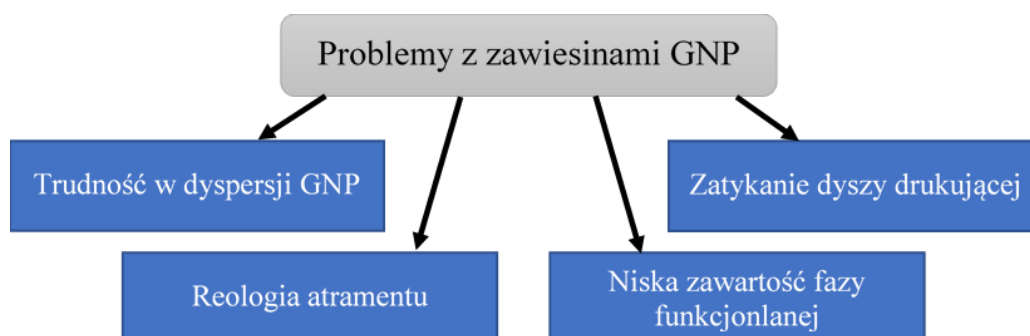 Problemy z zawiesinami GNP
Trudność w dyspersji GNP
Zatykanie dyszy drukującej
Reologia atramentu
Niska zawartość fazy
funkcjonlanej